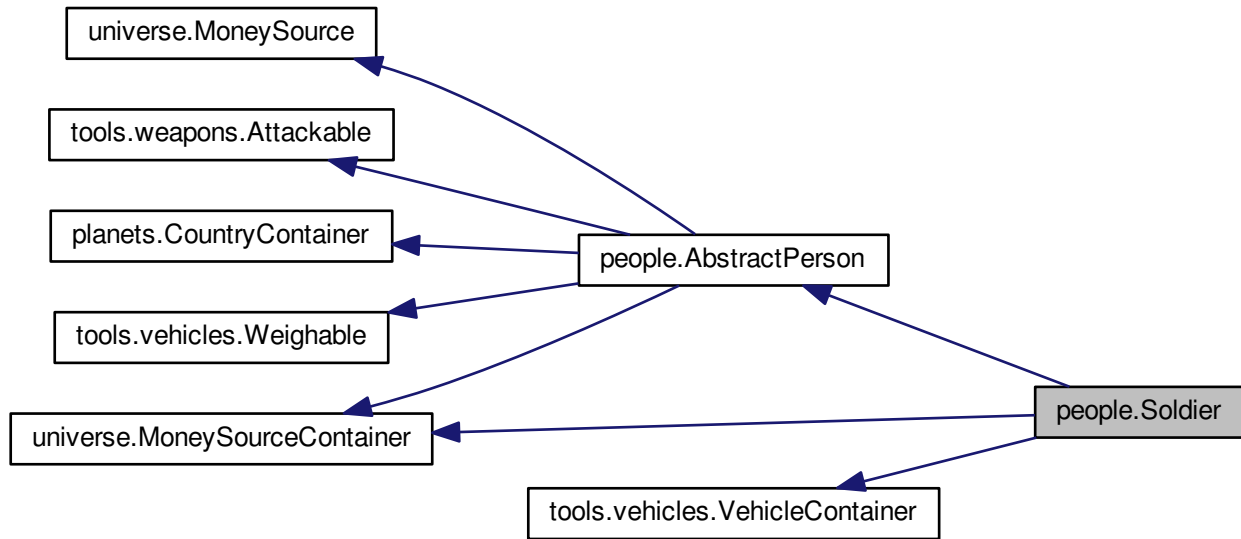 universe.MoneySource
tools.weapons.Attackable
planets.CountryContainer
people.AbstractPerson
tools.vehicles.Weighable
people.Soldier
universe.MoneySourceContainer
tools.vehicles.VehicleContainer